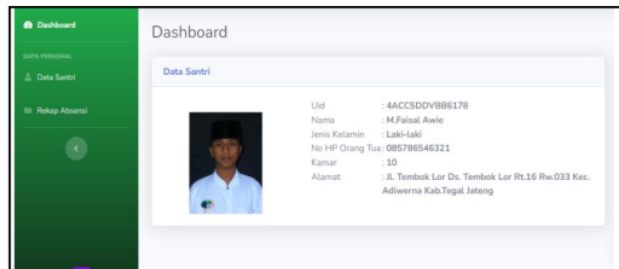 Dashboard
DATA PERSONAL
Data Santri
Rekap Absensi
Dashboard
Data Santri
Uid : 4ACC5DDVBB6178
Nama : M.Faisal Awie
Jenis Kelamin : Laki-laki
No HP Orang Tua : 085786546321
Kamar : 10
Alamat : JL Tembok Lor Ds. Tembok Lor Rt.16 Rw.033 Kec.
Adiwerna Kab.Tegal Jateng